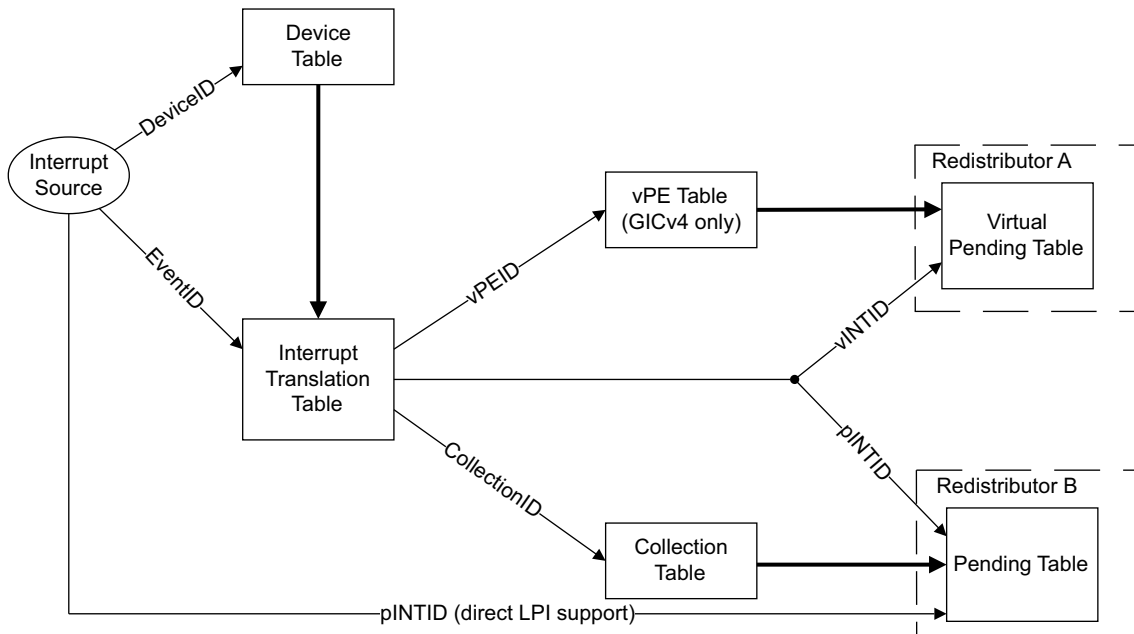 Device
Table
DeviceID
Interrupt
Source
Redistributor A
vPE Table
(GICv4 only)
Virtual
Pending Table
EventID
vPEID
vINTID
Interrupt
Translation
Table
pINTID
CollectionID
Redistributor B
Collection
Table
Pending Table
pINTID (direct LPI support)